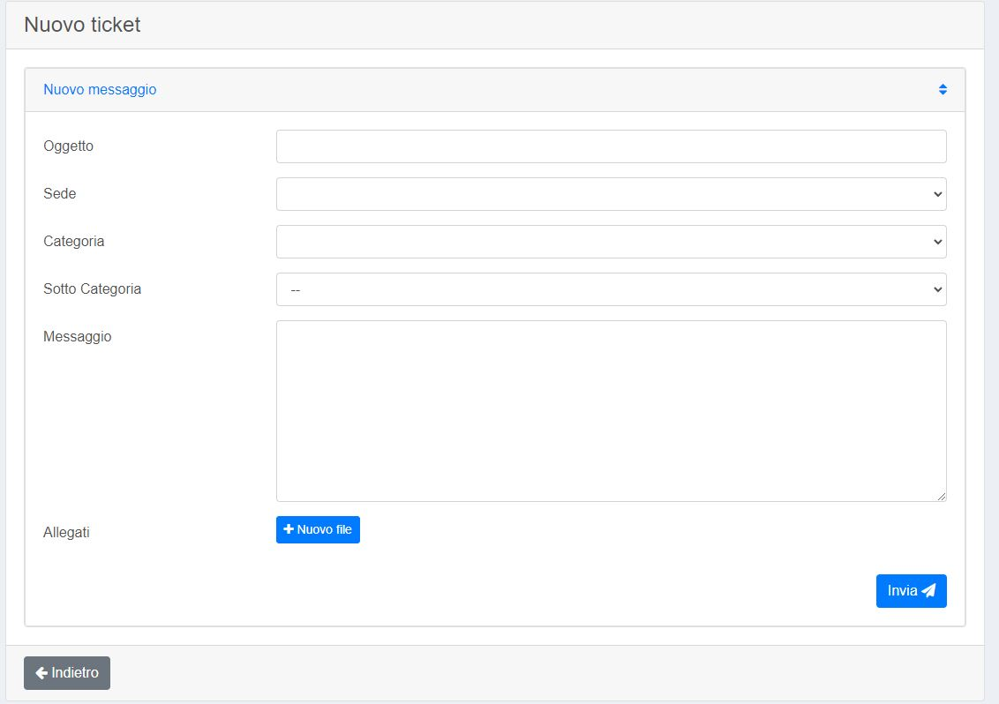 Nuovo ticket
Nuovo messaggio
Oggetto
Sede
Categoria
Sotto Categoria
--
Messaggio
Allegati
Nuovo file
Invia
Indietro